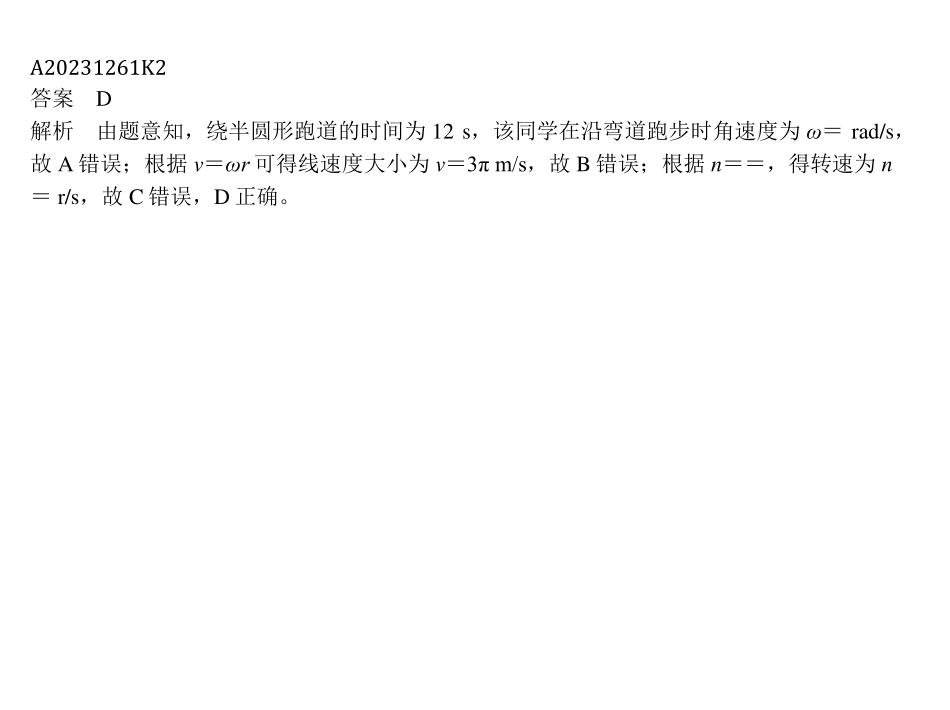 A20231261K2
答案 D
解析 由题意知，绕半圆形跑道的时间为 12 s，该同学在沿弯道跑步时角速度为 ω＝ rad/s，
故 A 错误；根据 v＝ωr 可得线速度大小为 v＝3π m/s，故 B 错误；根据 n＝＝，得转速为 n
＝ r/s，故 C 错误，D 正确。